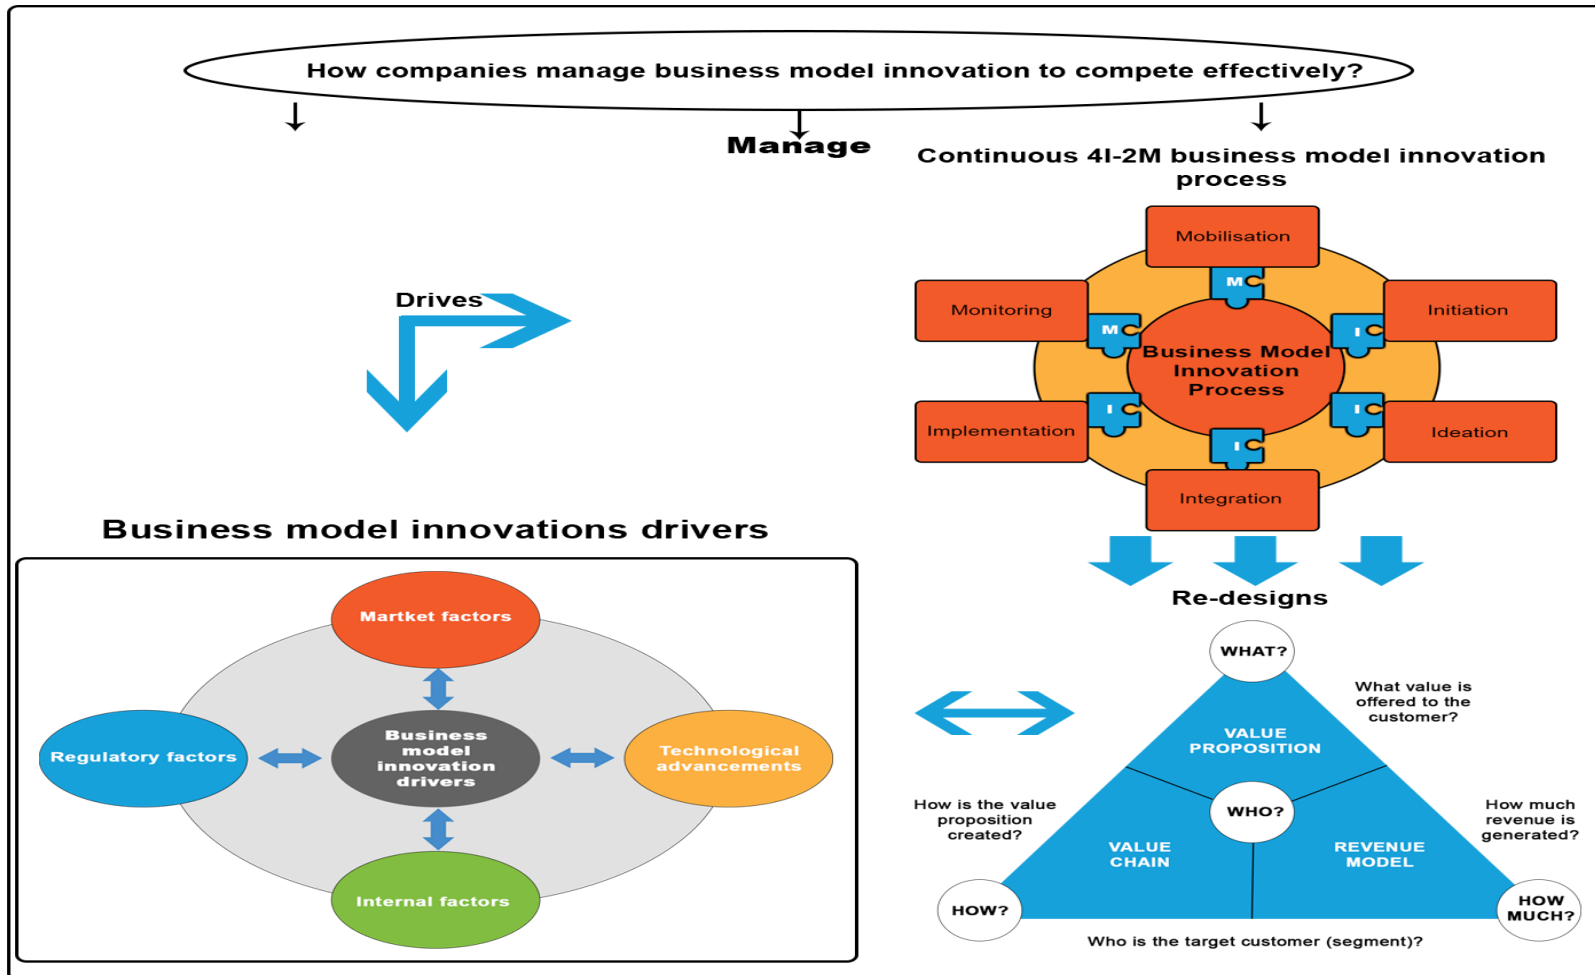 How companies manage business model innovation to compete effectively?
Manage
Continuous 4I-2M business model innovation
process
Mobilisation
M
Monitoring
Initiation
M
I
Business Model
Innovation
Process
Implementation
I
I
Ideation
I
Integration
Drives
Business model innovations drivers
Martket factors
Regulatory factors
Business
model
innovation
drivers
Technological
advancements
Internal factors
Re-designs
WHAT?
What value is
offered to the
customer?
VALUE
PROPOSITION
How is the value
proposition
created?
WHO?
How much
revenue is
generated?
VALUE
CHAIN
REVENUE
MODEL
HOW?
HOW
MUCH?
Who is the target customer (segment)?